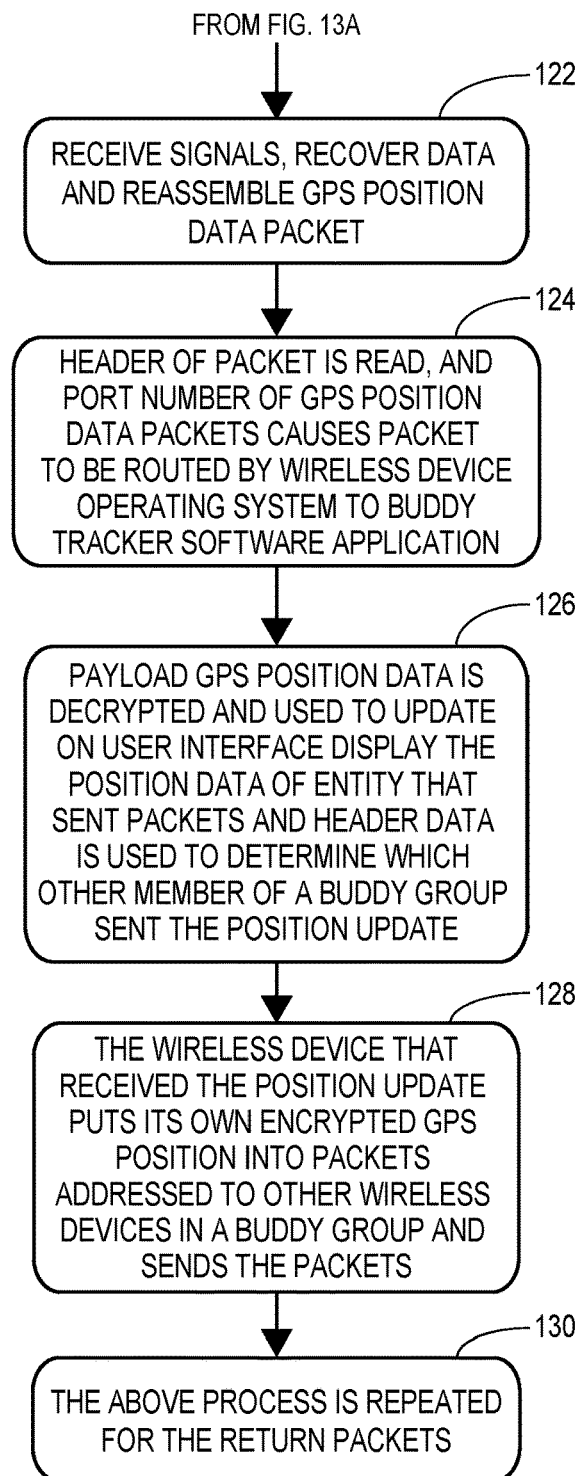 FROM FIG. 13A
122
RECEIVE SIGNALS, RECOVER DATA
AND REASSEMBLE GPS POSITION
DATA PACKET
124
HEADER OF PACKET IS READ, AND
PORT NUMBER OF GPS POSITION
DATA PACKETS CAUSES PACKET
TO BE ROUTED BY WIRELESS DEVICE
OPERATING SYSTEM TO BUDDY
TRACKER SOFTWARE APPLICATION
126
PAYLOAD GPS POSITION DATA IS
DECRYPTED AND USED TO UPDATE
ON USER INTERFACE DISPLAY THE
POSITION DATA OF ENTITY THAT
SENT PACKETS AND HEADER DATA
IS USED TO DETERMINE WHICH
OTHER MEMBER OF A BUDDY GROUP
SENT THE POSITION UPDATE
128
THE WIRELESS DEVICE THAT
RECEIVED THE POSITION UPDATE
PUTS ITS OWN ENCRYPTED GPS
POSITION INTO PACKETS
ADDRESSED TO OTHER WIRELESS
DEVICES IN A BUDDY GROUP AND
SENDS THE PACKETS
130
THE ABOVE PROCESS IS REPEATED
FOR THE RETURN PACKETS